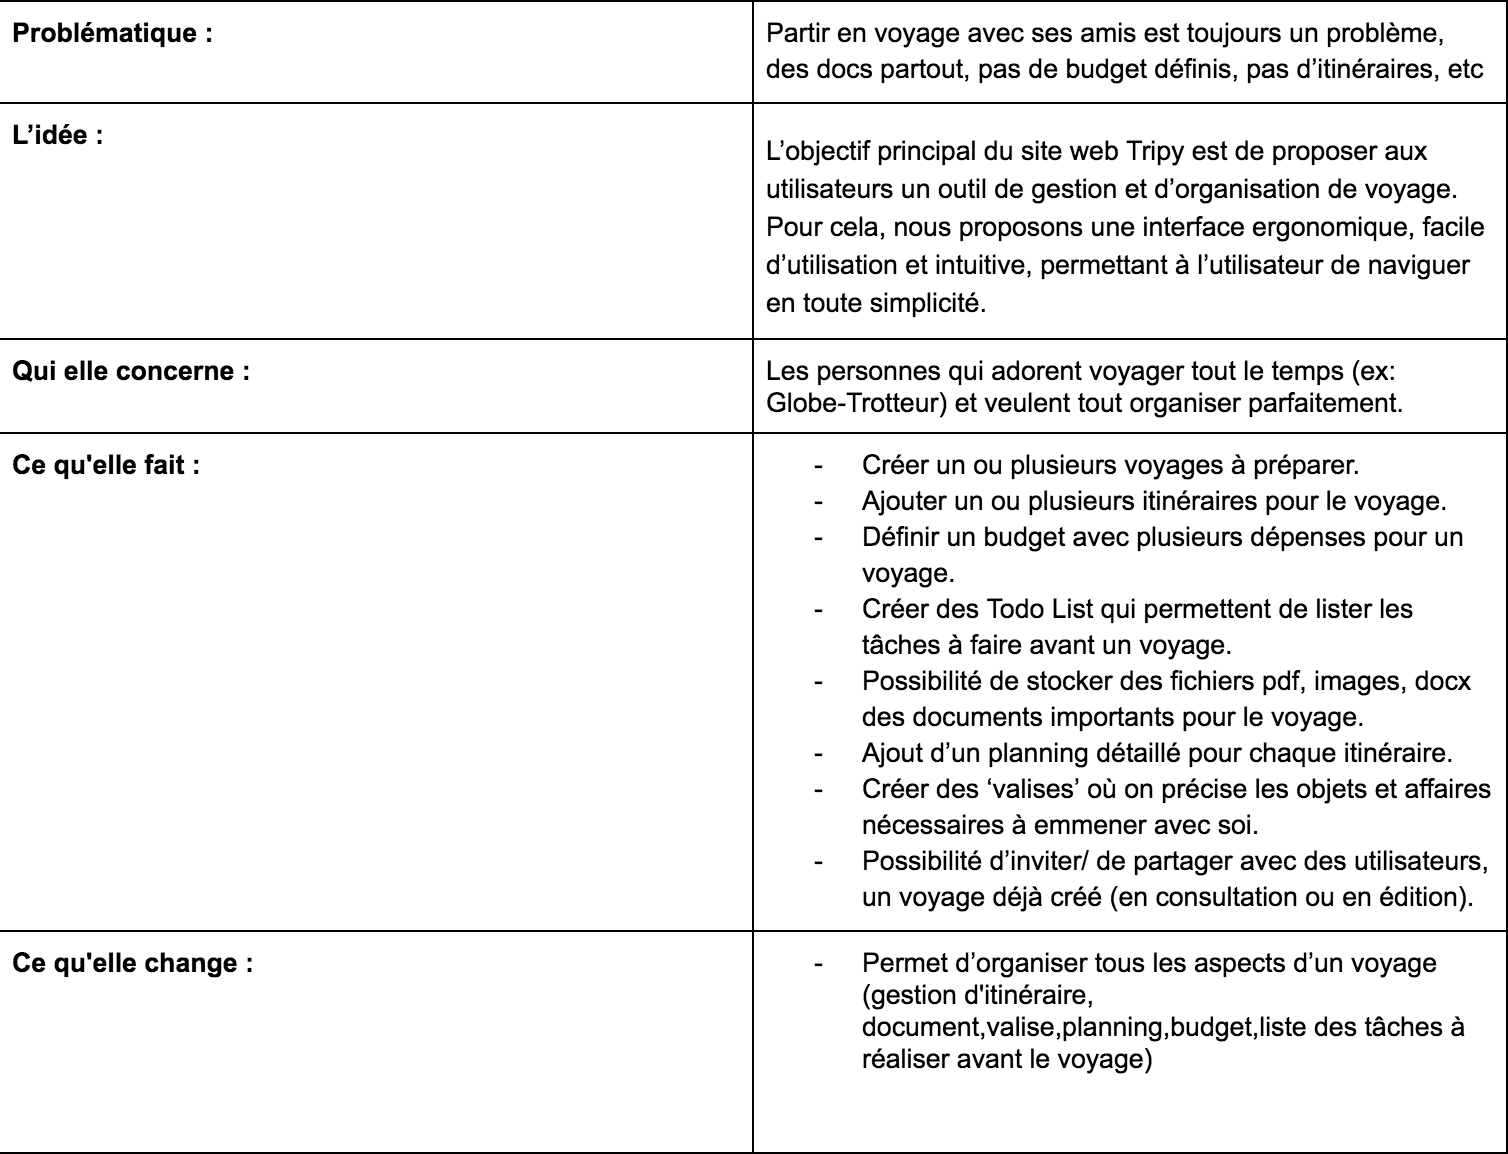 Problématique :
Partir en voyage avec ses amis est toujours un problème,
des docs partout, pas de budget définis, pas d’itinéraires, etc
L’idée :
L’objectif principal du site web Tripy est de proposer aux
utilisateurs un outil de gestion et d’organisation de voyage.
Pour cela, nous proposons une interface ergonomique, facile
d’utilisation et intuitive, permettant à l’utilisateur de naviguer
en toute simplicité.
Qui elle concerne :
Les personnes qui adorent voyager tout le temps (ex:
Globe-Trotteur) et veulent tout organiser parfaitement.
Ce qu'elle fait :
- Créer un ou plusieurs voyages à préparer.
- Ajouter un ou plusieurs itinéraires pour le voyage.
- Définir un budget avec plusieurs dépenses pour un
voyage.
- Créer des Todo List qui permettent de lister les
tâches à faire avant un voyage.
- Possibilité de stocker des fichiers pdf, images, docx
des documents importants pour le voyage.
- Ajout d’un planning détaillé pour chaque itinéraire.
- Créer des ‘valises’ où on précise les objets et affaires
nécessaires à emmener avec soi.
- Possibilité d’inviter/ de partager avec des utilisateurs,
un voyage déjà créé (en consultation ou en édition).
Ce qu'elle change :
- Permet d’organiser tous les aspects d’un voyage
(gestion d'itinéraire,
document,valise,planning,budget,liste des tâches à
réaliser avant le voyage)